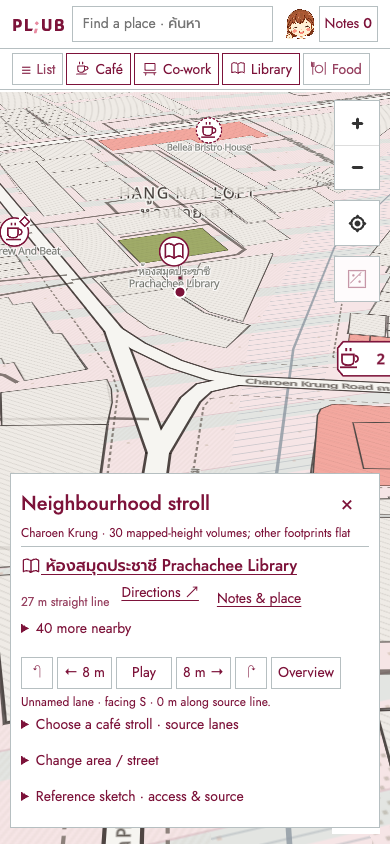 PL;UB
Find a place · ค้นหา
Notes 0
List
Café
Co-work
Library
Food
Bellea Bristro House
HANG NAI LOFT
rew And Beat
ห้องสมุดประชาชี
Prachachee Library
2
Charoen Krung Road
Neighbourhood stroll
×
Charoen Krung · 30 mapped-height volumes; other footprints flat
ห้องสมุดประชาชี Prachachee Library
27 m straight line
Directions ↗
Notes & place
▶ 40 more nearby
← 8 m
Play
8 m →
Overview
Unnamed lane · facing S · 0 m along source line.
▶ Choose a café stroll · source lanes
▶ Change area / street
▶ Reference sketch · access & source